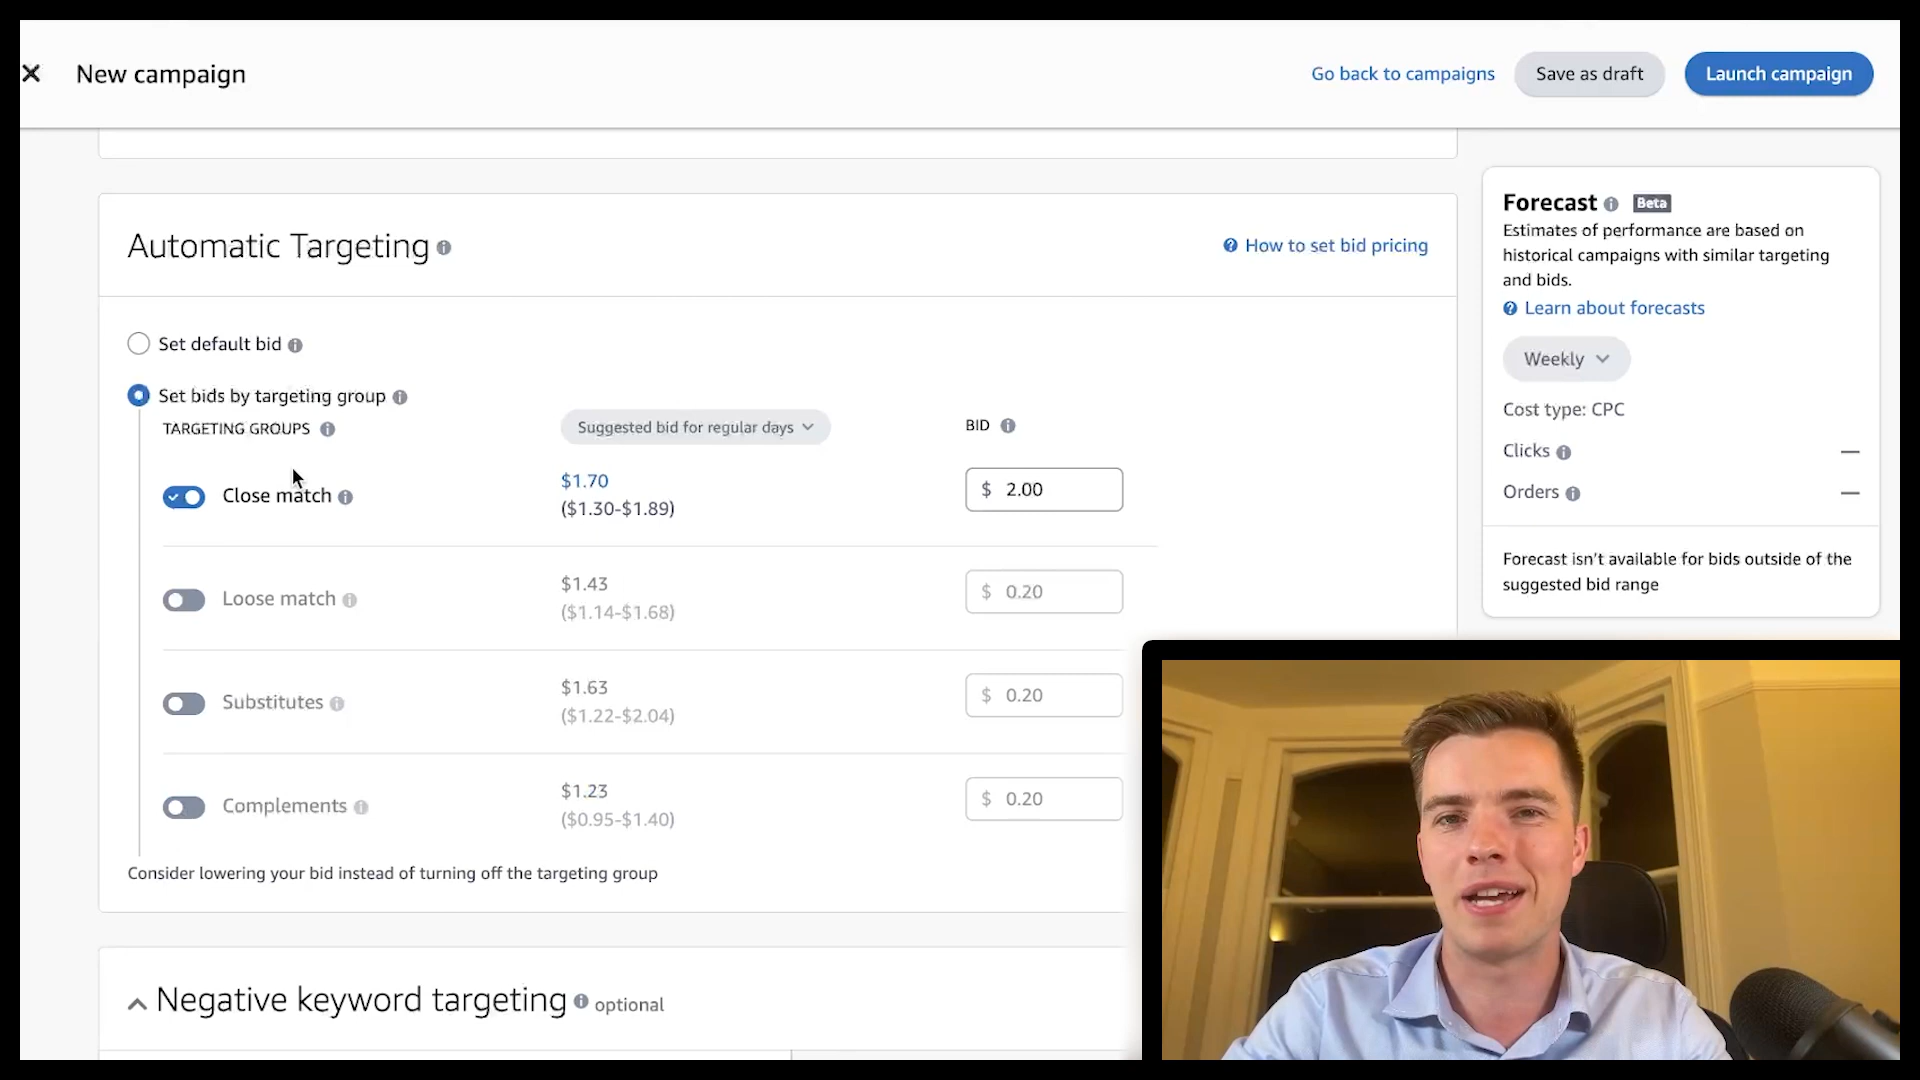 New campaign
Go back to campaigns
Save as draft
Launch campaign
Automatic Targeting
How to set bid pricing
Set default bid
Set bids by targeting group
TARGETING GROUPS
Suggested bid for regular days
BID
Close match
$1.70
($1.30-$1.89)
$ 2.00
Loose match
$1.43
($1.14-$1.68)
$ 0.20
Substitutes
$1.63
($1.22-$2.04)
$ 0.20
Complements
$1.23
($0.95-$1.40)
$ 0.20
Consider lowering your bid instead of turning off the targeting group
Negative keyword targeting optional
Forecast Beta
Estimates of performance are based on
historical campaigns with similar targeting
and bids.
Learn about forecasts
Weekly
Cost type: CPC
Clicks —
Orders —
Forecast isn't available for bids outside of the
suggested bid range